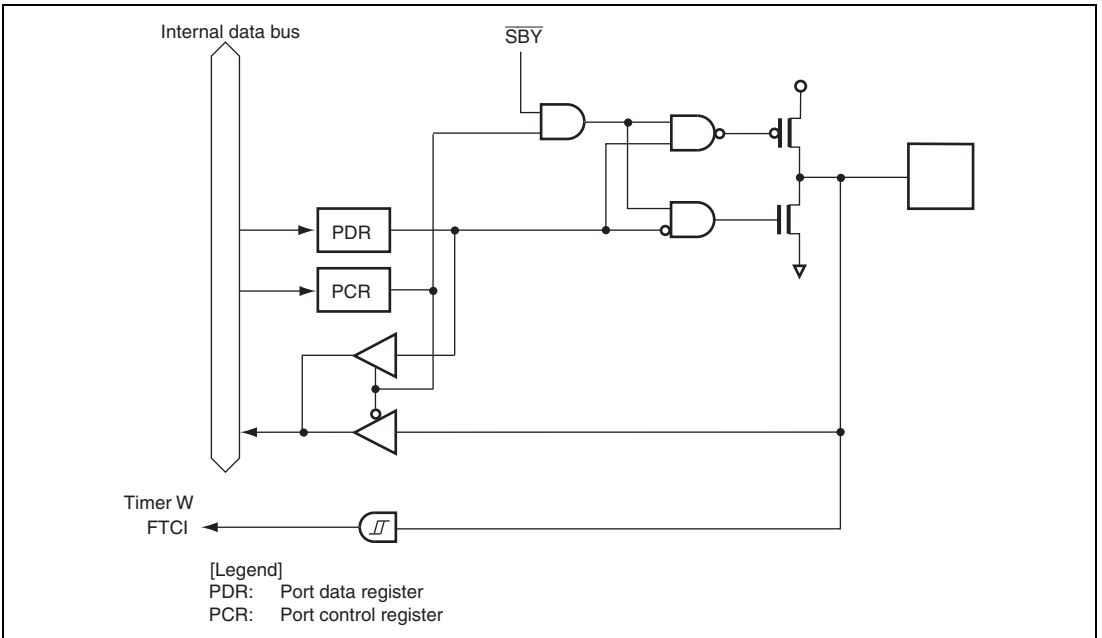 Internal data bus
SBY
PDR
PCR
Timer W
FTCI
[Legend]
PDR: Port data register
PCR: Port control register